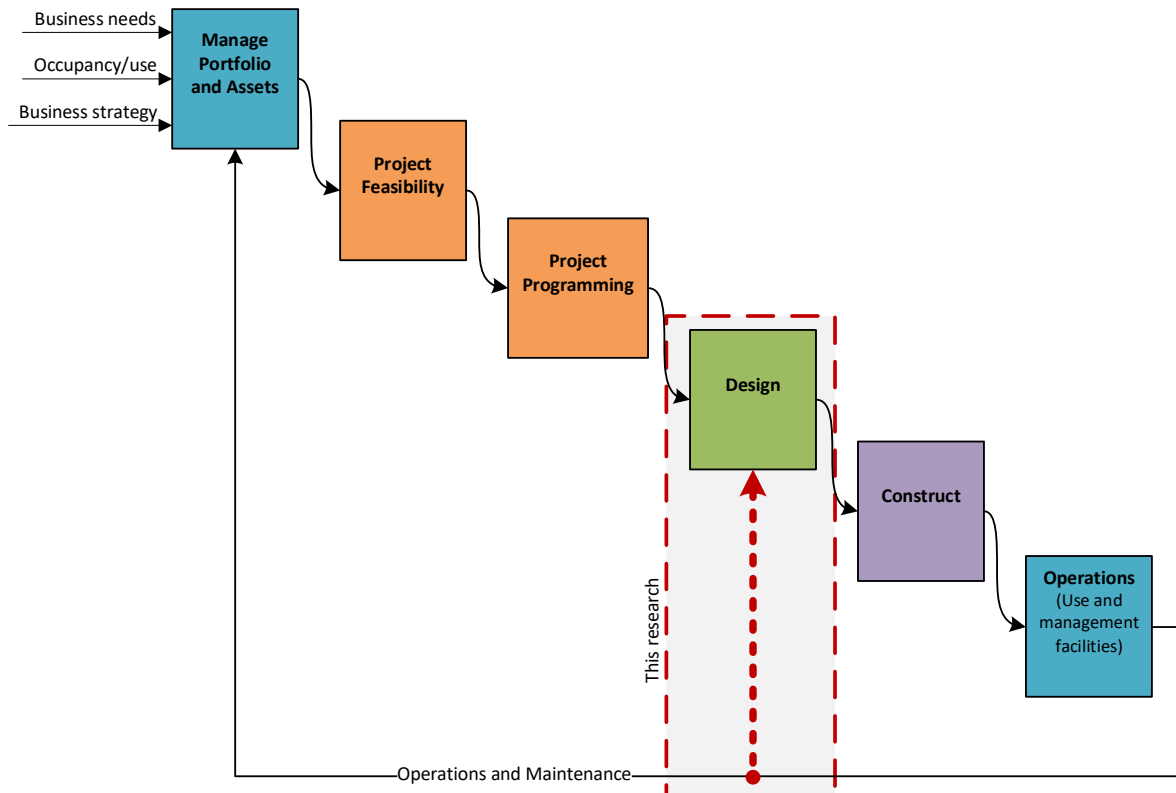 Business needs
Occupancy/use
Business strategy
Manage
Portfolio
and Assets
Project
Feasibility
Project
Programming
Design
Construct
Operations
(Use and
management
facilities)
This research
Operations and Maintenance